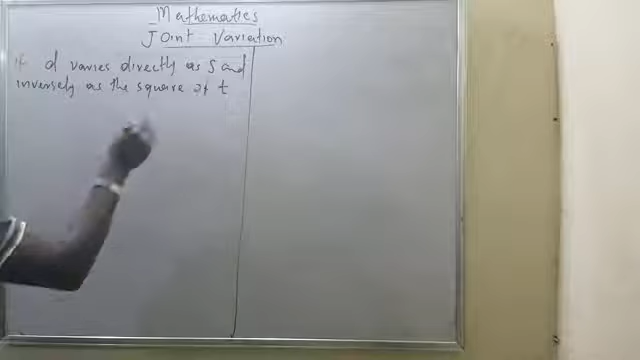 Mathematics
Joint Variation
If d varies directly as S and
inversely as the square of t